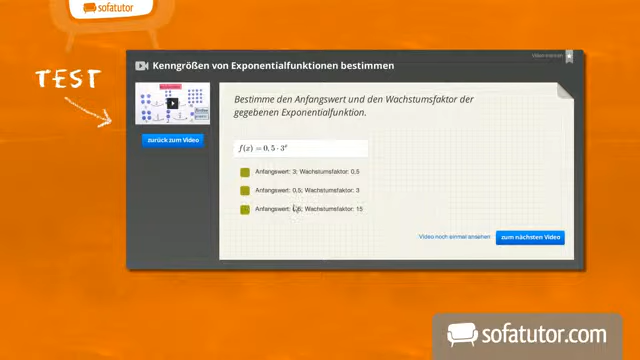 sofatutor
TEST
Kenngrößen von Exponentialfunktionen bestimmen
Bestimme den Anfangswert und den Wachstumsfaktor der
gegebenen Exponentialfunktion.
zurück zum Video
f(x) = 0,5 · 3ˣ
Anfangswert: 3; Wachstumsfaktor: 0,5
Anfangswert: 0,5; Wachstumsfaktor: 3
Anfangswert: Wachstumsfaktor: 15
Video noch einmal ansehen
zum nächsten Video
sofatutor.com